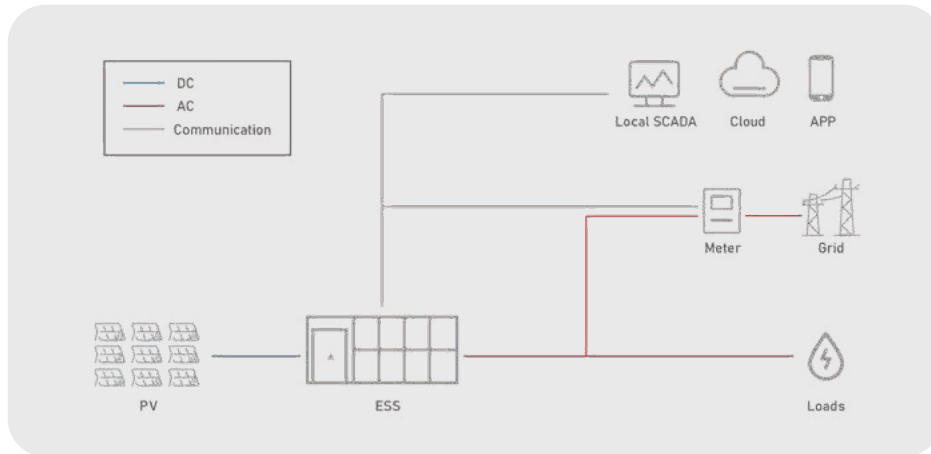 DC
AC
Communication
Local SCADA
Cloud
APP
Meter
Grid
PV
ESS
Loads